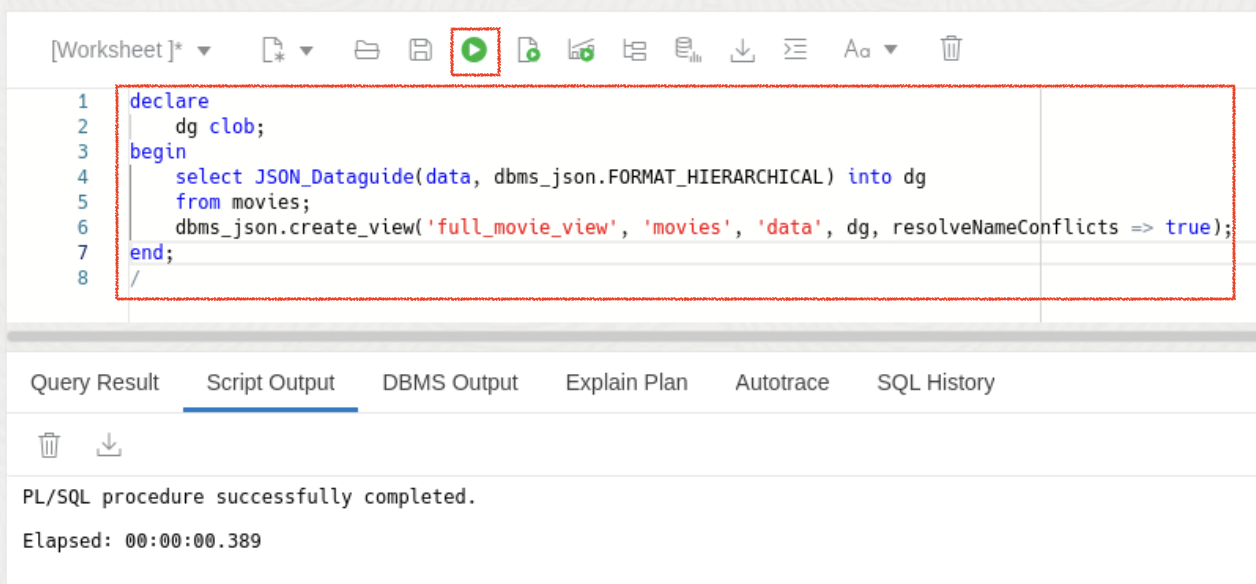 [Worksheet ]*
Aa
1 declare
2     dg clob;
3 begin
4     select JSON_Dataguide(data, dbms_json.FORMAT_HIERARCHICAL) into dg
5     from movies;
6     dbms_json.create_view('full_movie_view', 'movies', 'data', dg, resolveNameConflicts => true);
7 end;
8 /
Query Result Script Output DBMS Output Explain Plan Autotrace SQL History
PL/SQL procedure successfully completed.
Elapsed: 00:00:00.389